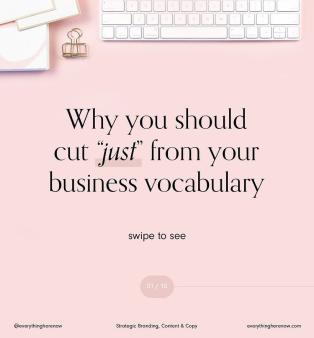 Why you should
cut “just” from your
business vocabulary
swipe to see
01 / 10
@everythingherenow
Strategic Branding, Content & Copy
www.everythingherenow.com